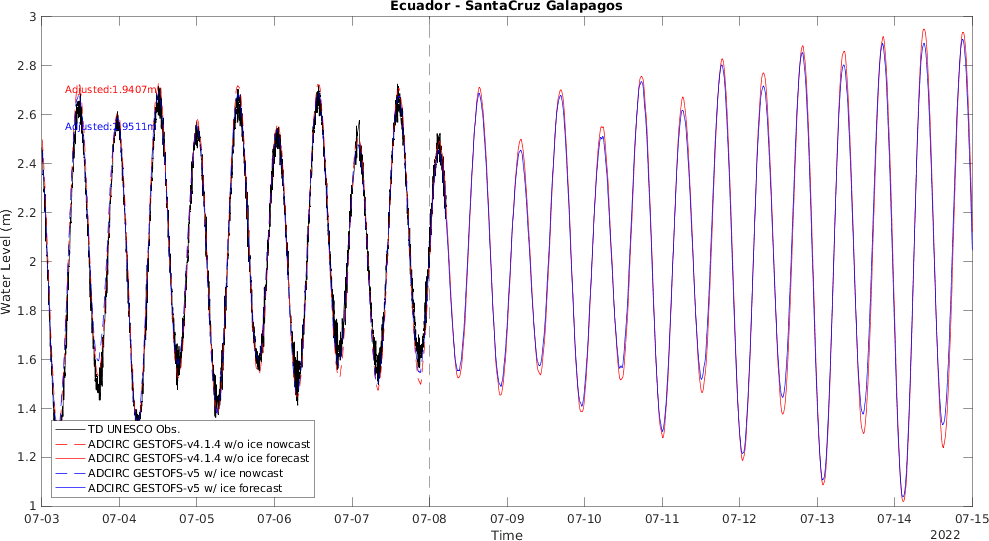 Ecuador - SantaCruz Galapagos
3
2.8
2.6
2.4
2.2
2
1.8
1.6
1.4
1.2
1
Water Level (m)
Adjusted:1.9407m
Adjusted:1.9511m
TD UNESCO Obs.
ADCIRC GESTOFS-v4.1.4 w/o ice nowcast
ADCIRC GESTOFS-v4.1.4 w/o ice forecast
ADCIRC GESTOFS-v5 w/ ice nowcast
ADCIRC GESTOFS-v5 w/ ice forecast
07-03 07-04 07-05 07-06 07-07 07-08 07-09 07-10 07-11 07-12 07-13 07-14 07-15
Time
2022